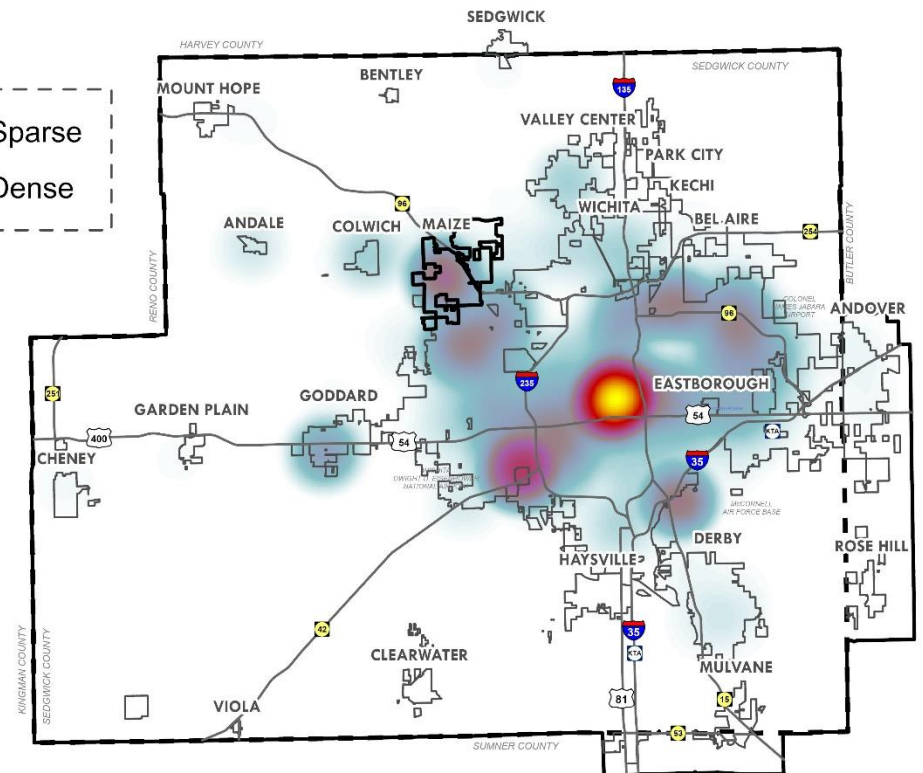 SEDGWICK
HARVEY COUNTY
SEDGWICK COUNTY
BENTLEY
MOUNT HOPE
135
VALLEY CENTER
Sparse
Dense
PARK CITY
KECHI
96
WICHITA
ANDALE
COLWICH
MAIZE
BEL AIRE
254
BUTLER COUNTY
RENO COUNTY
COLONEL
JAMES JABARA
AIRPORT
96
ANDOVER
235
EASTBOROUGH
251
GODDARD
54
GARDEN PLAIN
400
54
KTA
CHENEY
35
DWIGHT D. EISENHOWER
McCONNELL
AIR FORCE BASE
DERBY
HAYSVILLE
ROSE HILL
42
35
KTA
KINGMAN COUNTY
SEDGWICK COUNTY
CLEARWATER
MULVANE
81
15
VIOLA
53
SUMNER COUNTY